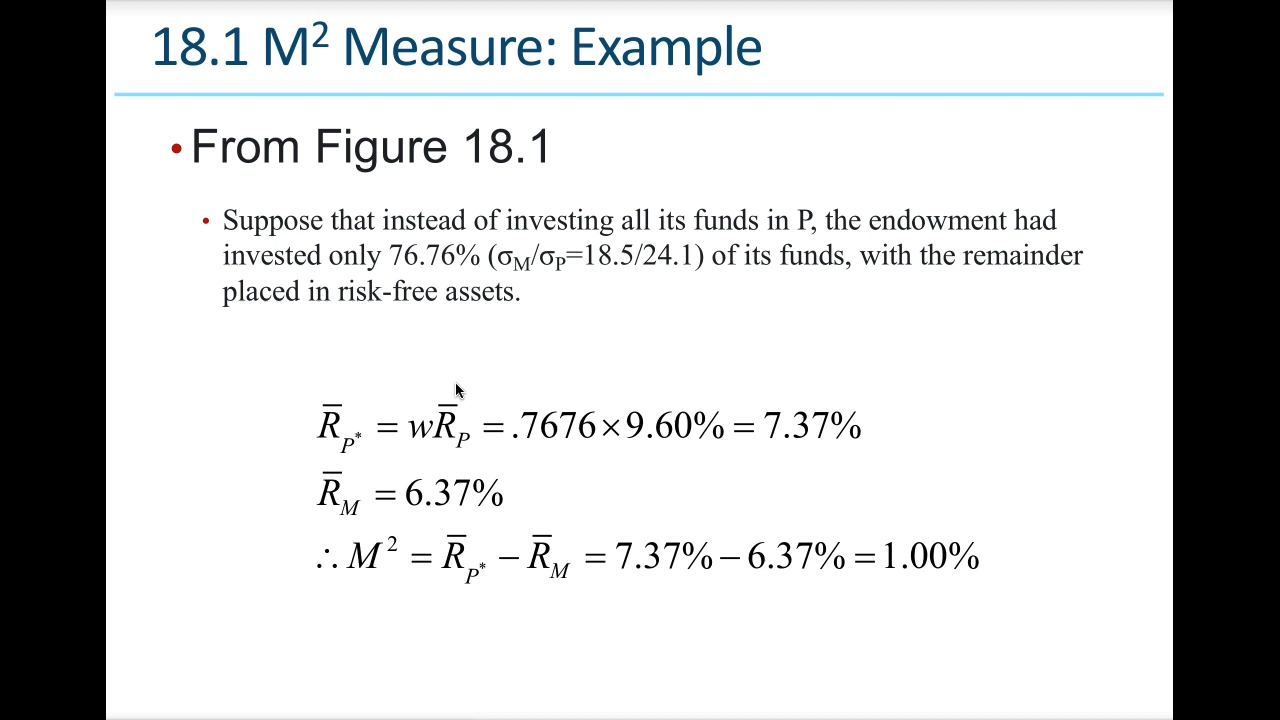 18.1 M² Measure: Example
• From Figure 18.1
• Suppose that instead of investing all its funds in P, the endowment had
invested only 76.76% (σM/σP=18.5/24.1) of its funds, with the remainder
placed in risk-free assets.
R̅P* = wR̅P = .7676×9.60% = 7.37%
R̅M = 6.37%
∴ M² = R̅P* − R̅M = 7.37% − 6.37% = 1.00%